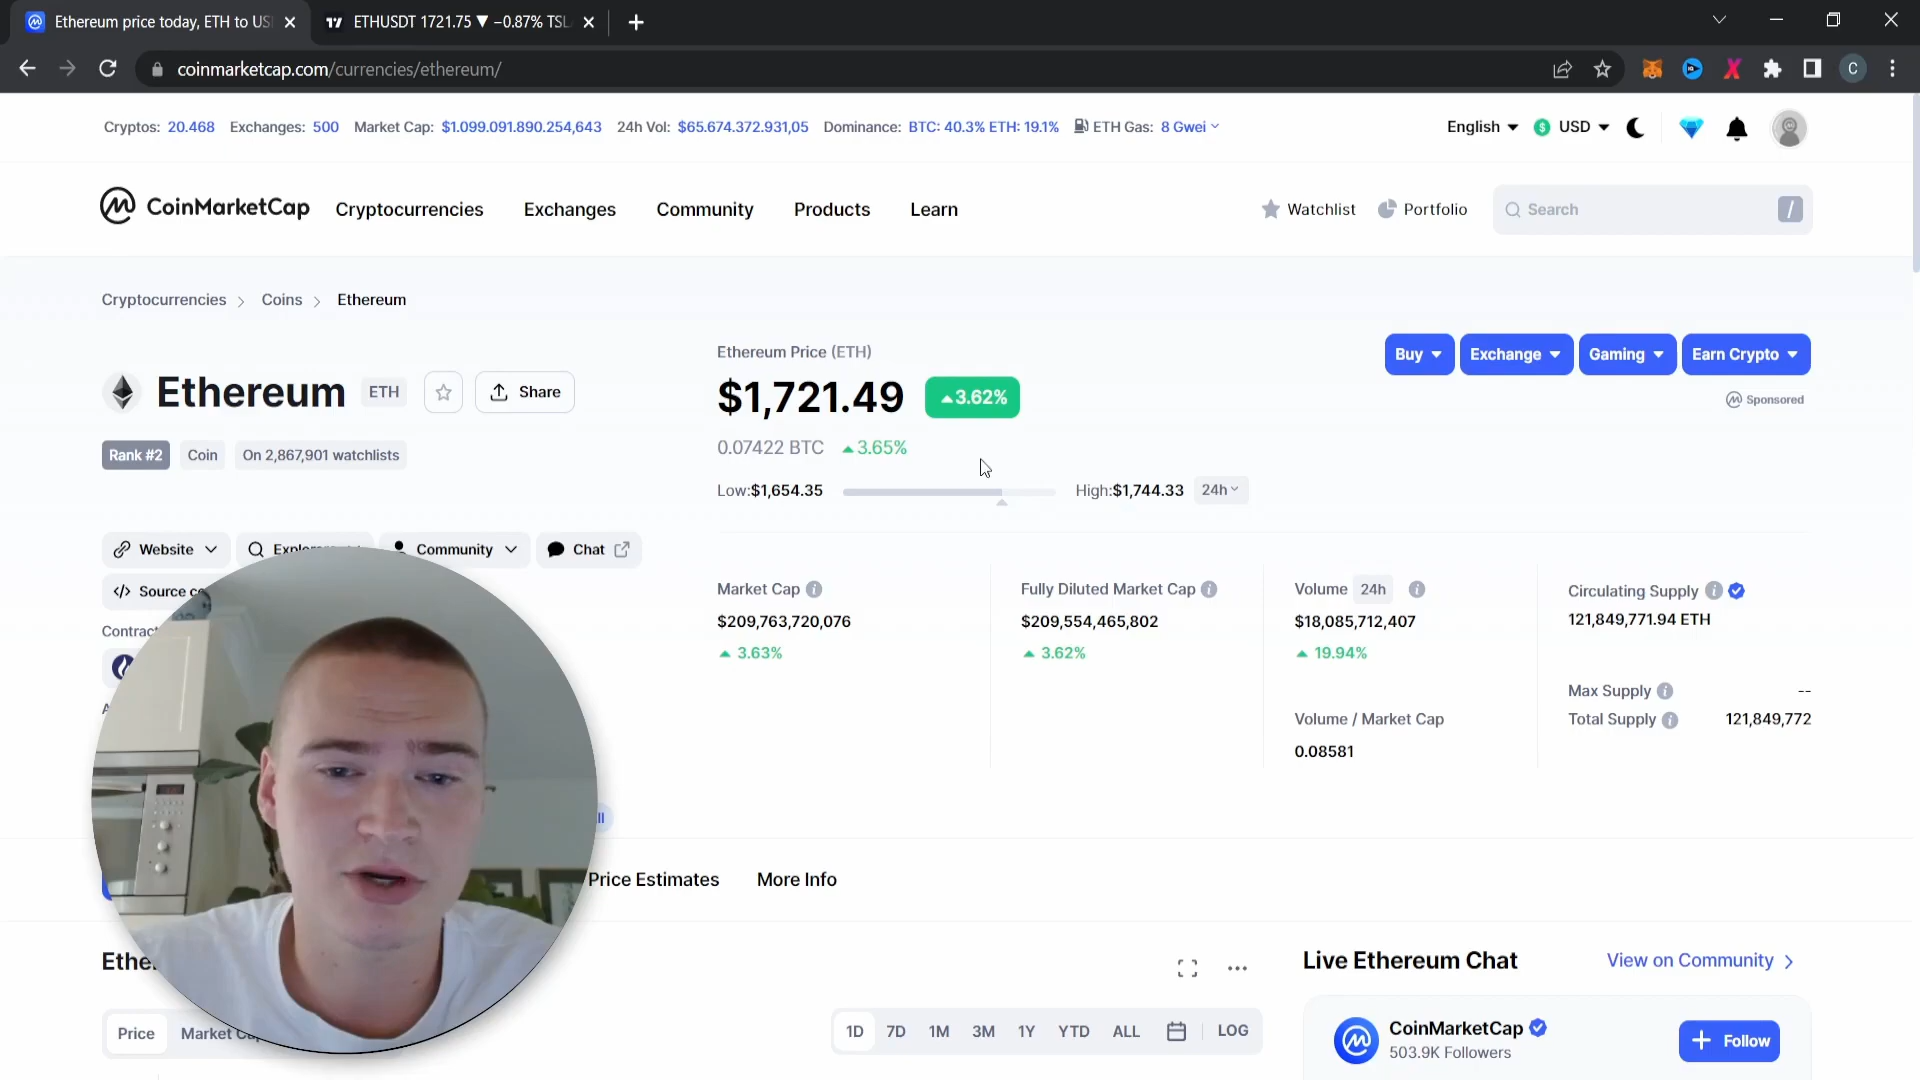 Ethereum price today, ETH to US
ETHUSDT 1721.75 ▼ −0.87% TSL
coinmarketcap.com/currencies/ethereum/
C
Cryptos: 20.468 Exchanges: 500 Market Cap: $1.099.091.890.254,643 24h Vol: $65.674.372.931,05 Dominance: BTC: 40.3% ETH: 19.1% ETH Gas: 8 Gwei
English USD
CoinMarketCap Cryptocurrencies Exchanges Community Products Learn
Watchlist Portfolio Search /
Cryptocurrencies > Coins > Ethereum
Ethereum ETH Share
Rank #2 Coin On 2,867,901 watchlists
Ethereum Price (ETH)
$1,721.49 ▲3.62%
0.07422 BTC ▲3.65%
Low:$1,654.35 High:$1,744.33 24h
Buy Exchange Gaming Earn Crypto
Sponsored
Website Community Chat
Source c
Contrac
Market Cap
$209,763,720,076
▲ 3.63%
Fully Diluted Market Cap
$209,554,465,802
▲ 3.62%
Volume 24h
$18,085,712,407
▲ 19.94%
Volume / Market Cap
0.08581
Circulating Supply
121,849,771.94 ETH
Max Supply --
Total Supply 121,849,772
Price Estimates More Info
Ethe
Price Market
1D 7D 1M 3M 1Y YTD ALL LOG
Live Ethereum Chat View on Community >
CoinMarketCap
503.9K Followers
+ Follow